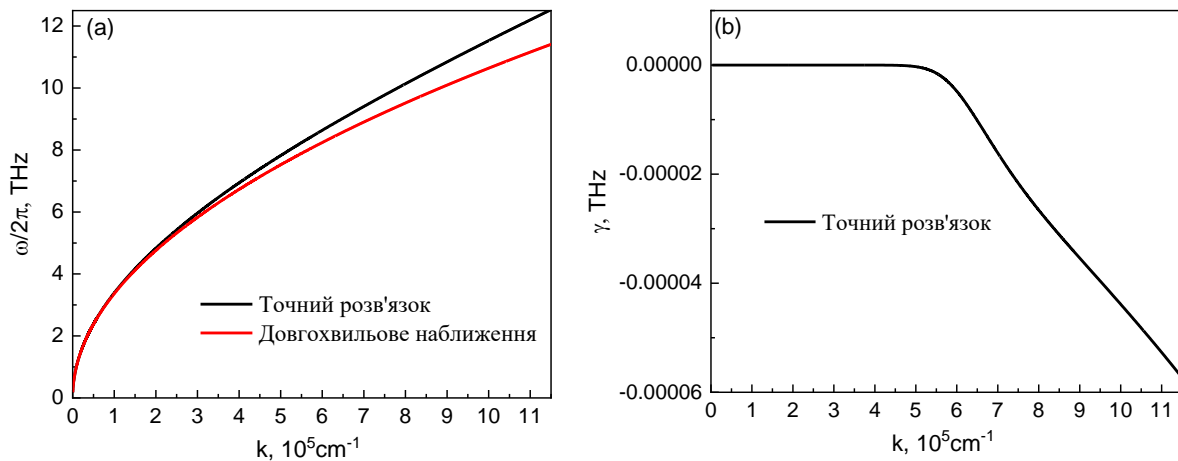 (a)
12
10
8
6
4
2
0
ω/2π, THz
Точний розв'язок
Довгохвильове наближення
0 1 2 3 4 5 6 7 8 9 10 11
k, 10⁵cm⁻¹
(b)
0.00000
-0.00002
-0.00004
-0.00006
γ, THz
Точний розв'язок
0 1 2 3 4 5 6 7 8 9 10 11
k, 10⁵cm⁻¹